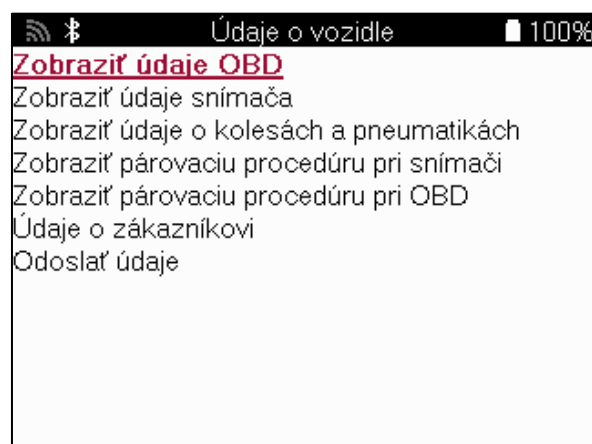 Údaje o vozidle 100%
Zobraziť údaje OBD
Zobraziť údaje snímača
Zobraziť údaje o kolesách a pneumatikách
Zobraziť párovaciu procedúru pri snímači
Zobraziť párovaciu procedúru pri OBD
Údaje o zákazníkovi
Odoslať údaje